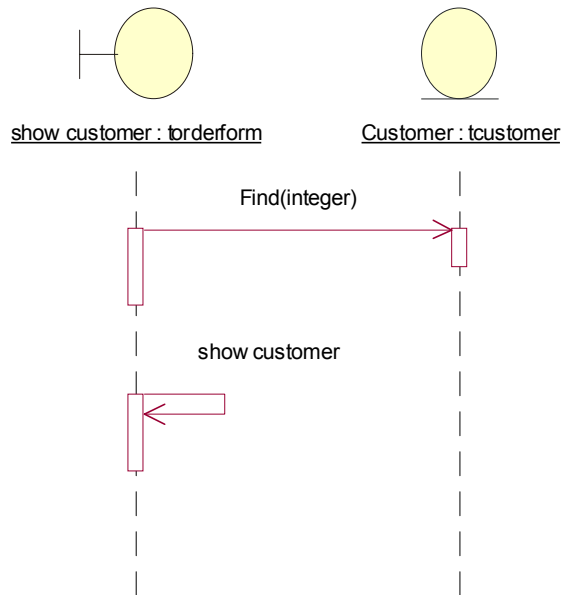 show customer : torderform
Customer : tcustomer
Find(integer)
show customer